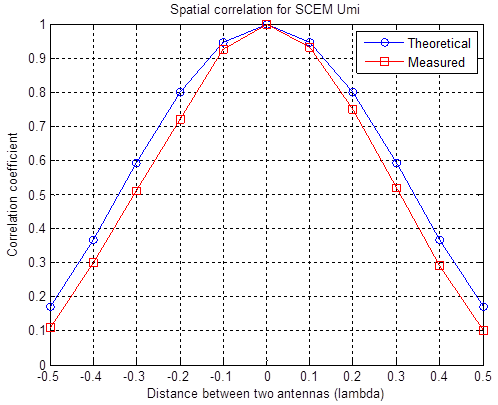 Spatial correlation for SCEM Umi
Theoretical
Measured
Correlation coefficient
1
0.9
0.8
0.7
0.6
0.5
0.4
0.3
0.2
0.1
0
-0.5 -0.4 -0.3 -0.2 -0.1 0 0.1 0.2 0.3 0.4 0.5
Distance between two antennas (lambda)